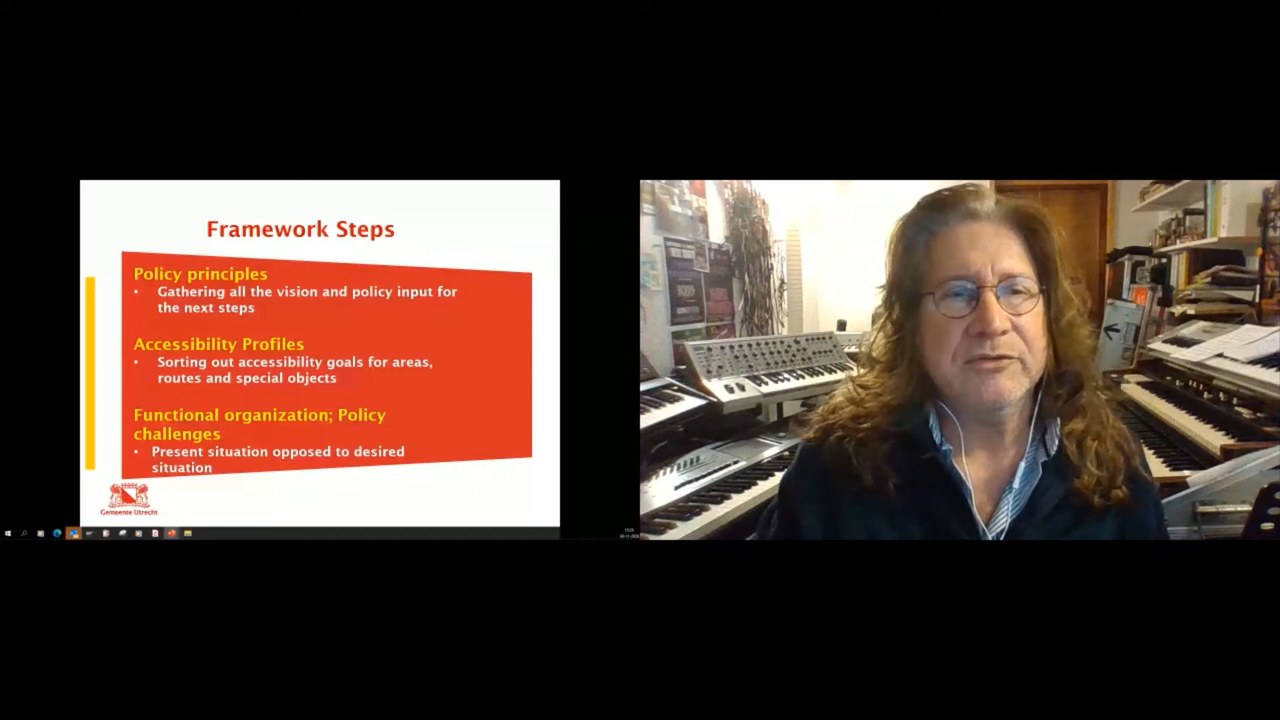 Framework Steps
Policy principles
• Gathering all the vision and policy input for
the next steps
Accessibility Profiles
• Sorting out accessibility goals for areas,
routes and special objects
Functional organization; Policy
challenges
• Present situation opposed to desired
situation
Gemeente Utrecht